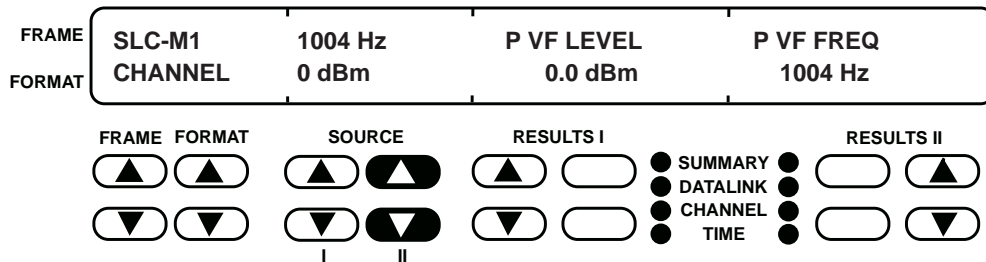 FRAME SLC-M1 1004 Hz P VF LEVEL P VF FREQ
FORMAT CHANNEL 0 dBm 0.0 dBm 1004 Hz
FRAME FORMAT SOURCE RESULTS I RESULTS II
SUMMARY
DATALINK
CHANNEL
TIME
I II